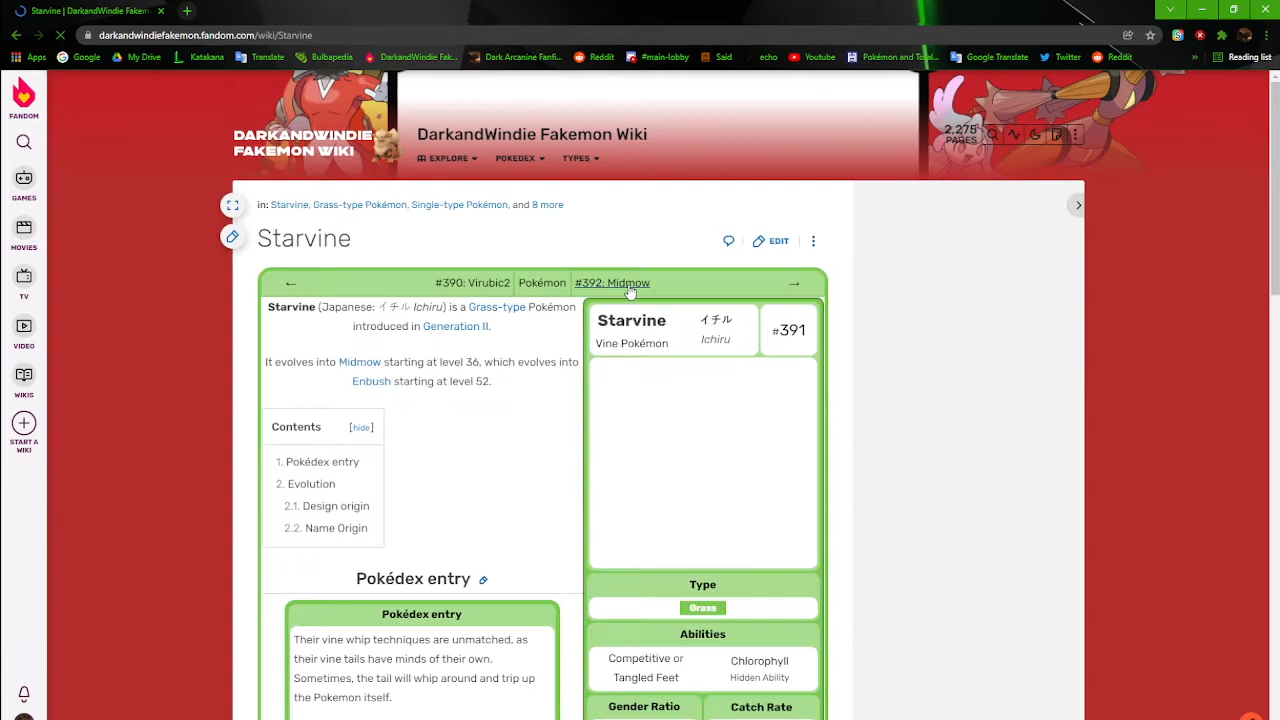 Starvine | DarkandWindie Fakem
darkandwindiefakemon.fandom.com/wiki/Starvine
Apps Google My Drive Katakana Translate Bulbapedia DarkandWindie Fak... Dark Arcanine Fanfi... Reddit #main-lobby Said echo Youtube Pokémon and Total... Google Translate Twitter Reddit » Reading list
FANDOM
GAMES
MOVIES
TV
VIDEO
WIKIS
START A
WIKI
DARKANDWINDIE
FAKEMON WIKI
DarkandWindie Fakemon Wiki
EXPLORE POKEDEX TYPES
2,275
PAGES
in: Starvine, Grass-type Pokémon, Single-type Pokémon, and 8 more
Starvine
EDIT
← #390: Virubic2 Pokémon #392: Midmow →
Starvine (Japanese: イチル Ichiru) is a Grass-type Pokémon
introduced in Generation II.
It evolves into Midmow starting at level 36, which evolves into
Enbush starting at level 52.
Contents [hide]
1. Pokédex entry
2. Evolution
2.1. Design origin
2.2. Name Origin
Pokédex entry
Pokédex entry
Their vine whip techniques are unmatched, as
their vine tails have minds of their own.
Sometimes, the tail will whip around and trip up
the Pokemon itself.
Starvine
Vine Pokémon
イチル
Ichiru
#391
Type
Grass
Abilities
Competitive or
Tangled Feet
Chlorophyll
Hidden Ability
Gender Ratio
Catch Rate